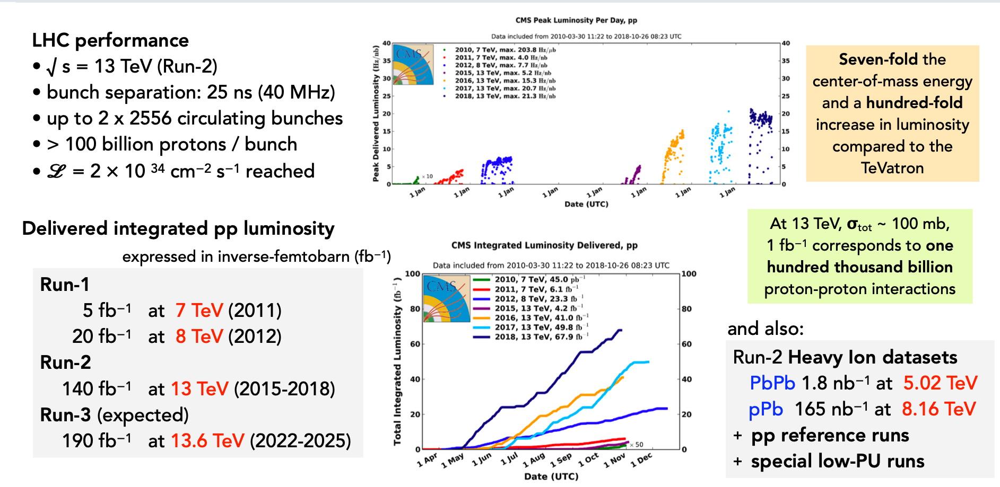 LHC performance
• √ s = 13 TeV (Run-2)
• bunch separation: 25 ns (40 MHz)
• up to 2 x 2556 circulating bunches
• > 100 billion protons / bunch
• ℒ = 2 × 10 ³⁴ cm⁻² s⁻¹ reached
CMS Peak Luminosity Per Day, pp
Data included from 2010-03-30 11:22 to 2018-10-26 08:23 UTC
CMS
2010, 7 TeV, max. 203.8 Hz/μb
2011, 7 TeV, max. 4.0 Hz/nb
2012, 8 TeV, max. 7.7 Hz/nb
2015, 13 TeV, max. 5.2 Hz/nb
2016, 13 TeV, max. 15.3 Hz/nb
2017, 13 TeV, max. 20.7 Hz/nb
2018, 13 TeV, max. 21.3 Hz/nb
Peak Delivered Luminosity (Hz/nb)
40
35
30
25
20
15
10
5
0
40
35
30
25
20
15
10
5
0
× 10
1 Jan
1 Jan
1 Jan
1 Jan
1 Jan
1 Jan
1 Jan
1 Jan
Date (UTC)
Seven-fold the
center-of-mass energy
and a hundred-fold
increase in luminosity
compared to the
TeVatron
Delivered integrated pp luminosity
expressed in inverse-femtobarn (fb⁻¹)
Run-1
5 fb⁻¹ at 7 TeV (2011)
20 fb⁻¹ at 8 TeV (2012)
Run-2
140 fb⁻¹ at 13 TeV (2015-2018)
Run-3 (expected)
190 fb⁻¹ at 13.6 TeV (2022-2025)
CMS Integrated Luminosity Delivered, pp
Data included from 2010-03-30 11:22 to 2018-10-26 08:23 UTC
CMS
2010, 7 TeV, 45.0 pb⁻¹
2011, 7 TeV, 6.1 fb⁻¹
2012, 8 TeV, 23.3 fb⁻¹
2015, 13 TeV, 4.2 fb⁻¹
2016, 13 TeV, 41.0 fb⁻¹
2017, 13 TeV, 49.8 fb⁻¹
2018, 13 TeV, 67.9 fb⁻¹
Total Integrated Luminosity (fb⁻¹)
100
80
60
40
20
0
100
80
60
40
20
0
× 50
1 Apr
1 May
1 Jun
1 Jul
1 Aug
1 Sep
1 Oct
1 Nov
1 Dec
Date (UTC)
At 13 TeV, σtot ~ 100 mb,
1 fb⁻¹ corresponds to one
hundred thousand billion
proton-proton interactions
and also:
Run-2 Heavy Ion datasets
PbPb 1.8 nb⁻¹ at 5.02 TeV
pPb 165 nb⁻¹ at 8.16 TeV
+ pp reference runs
+ special low-PU runs